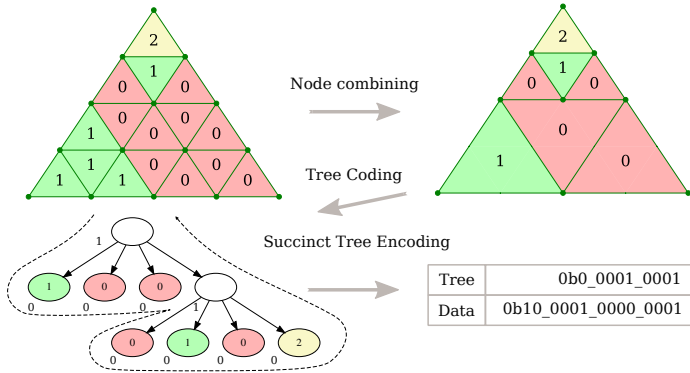 2
1
0 0
0 0
1 0 0
1 0 0
1 1 0 0
Node combining
2
1
0 0
0
1 0
Tree Coding
1
1 0 0
0 0 0 1
0 1 0 2
0 0 0 0
Succinct Tree Encoding
Tree 0b0_0001_0001
Data 0b10_0001_0000_0001